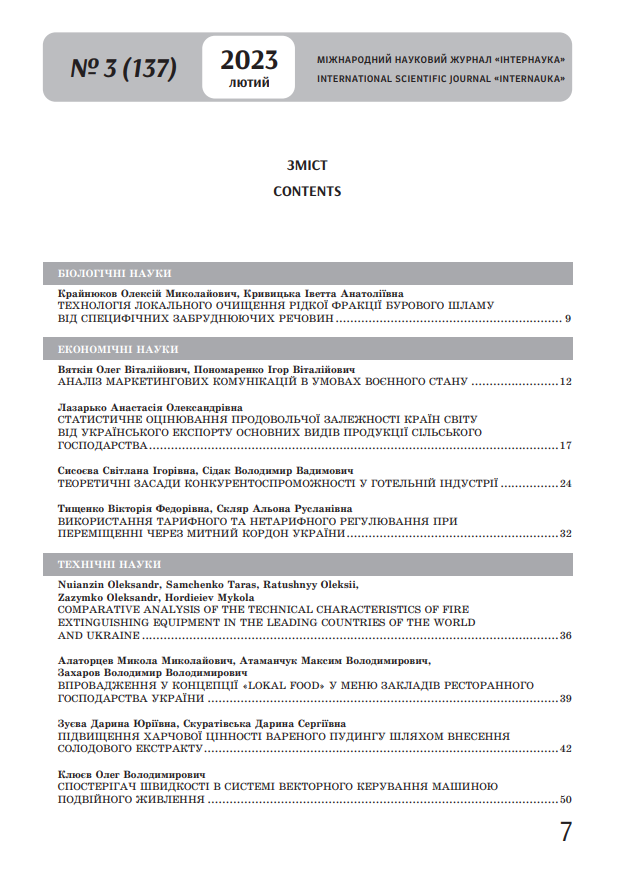 № 3 (137)
2023
ЛЮТИЙ
МІЖНАРОДНИЙ НАУКОВИЙ ЖУРНАЛ «ІНТЕРНАУКА»
INTERNATIONAL SCIENTIFIC JOURNAL «INTERNAUKA»
ЗМІСТ
CONTENTS
БІОЛОГІЧНІ НАУКИ
Крайнюков Олексій Миколайович, Кривицька Іветта Анатоліївна
ТЕХНОЛОГІЯ ЛОКАЛЬНОГО ОЧИЩЕННЯ РІДКОЇ ФРАКЦІЇ БУРОВОГО ШЛАМУ
ВІД СПЕЦИФІЧНИХ ЗАБРУДНЮЮЧИХ РЕЧОВИН ... 9
ЕКОНОМІЧНІ НАУКИ
Вяткін Олег Віталійович, Пономаренко Ігор Віталійович
АНАЛІЗ МАРКЕТИНГОВИХ КОМУНІКАЦІЙ В УМОВАХ ВОЄННОГО СТАНУ ... 12
Лазарько Анастасія Олександрівна
СТАТИСТИЧНЕ ОЦІНЮВАННЯ ПРОДОВОЛЬЧОЇ ЗАЛЕЖНОСТІ КРАЇН СВІТУ
ВІД УКРАЇНСЬКОГО ЕКСПОРТУ ОСНОВНИХ ВИДІВ ПРОДУКЦІЇ СІЛЬСЬКОГО
ГОСПОДАРСТВА ... 17
Сисоєва Світлана Ігорівна, Сідак Володимир Вадимович
ТЕОРЕТИЧНІ ЗАСАДИ КОНКУРЕНТОСПРОМОЖНОСТІ У ГОТЕЛЬНІЙ ІНДУСТРІЇ ... 24
Тищенко Вікторія Федорівна, Скляр Альона Русланівна
ВИКОРИСТАННЯ ТАРИФНОГО ТА НЕТАРИФНОГО РЕГУЛЮВАННЯ ПРИ
ПЕРЕМІЩЕННІ ЧЕРЕЗ МИТНИЙ КОРДОН УКРАЇНИ ... 32
ТЕХНІЧНІ НАУКИ
Nuianzin Oleksandr, Samchenko Taras, Ratushnyy Oleksii,
Zazymko Oleksandr, Hordieiev Mykola
COMPARATIVE ANALYSIS OF THE TECHNICAL CHARACTERISTICS OF FIRE
EXTINGUISHING EQUIPMENT IN THE LEADING COUNTRIES OF THE WORLD
AND UKRAINE ... 36
Алаторцев Микола Миколайович, Атаманчук Максим Володимирович,
Захаров Володимир Володимирович
ВПРОВАДЖЕННЯ У КОНЦЕПЦІЇ «LOKAL FOOD» У МЕНЮ ЗАКЛАДІВ РЕСТОРАННОГО
ГОСПОДАРСТВА УКРАЇНИ ... 39
Зуєва Дарина Юріївна, Скуратівська Дарина Сергіївна
ПІДВИЩЕННЯ ХАРЧОВОЇ ЦІННОСТІ ВАРЕНОГО ПУДИНГУ ШЛЯХОМ ВНЕСЕННЯ
СОЛОДОВОГО ЕКСТРАКТУ ... 42
Клюєв Олег Володимирович
СПОСТЕРІГАЧ ШВИДКОСТІ В СИСТЕМІ ВЕКТОРНОГО КЕРУВАННЯ МАШИНОЮ
ПОДВІЙНОГО ЖИВЛЕННЯ ... 50
7